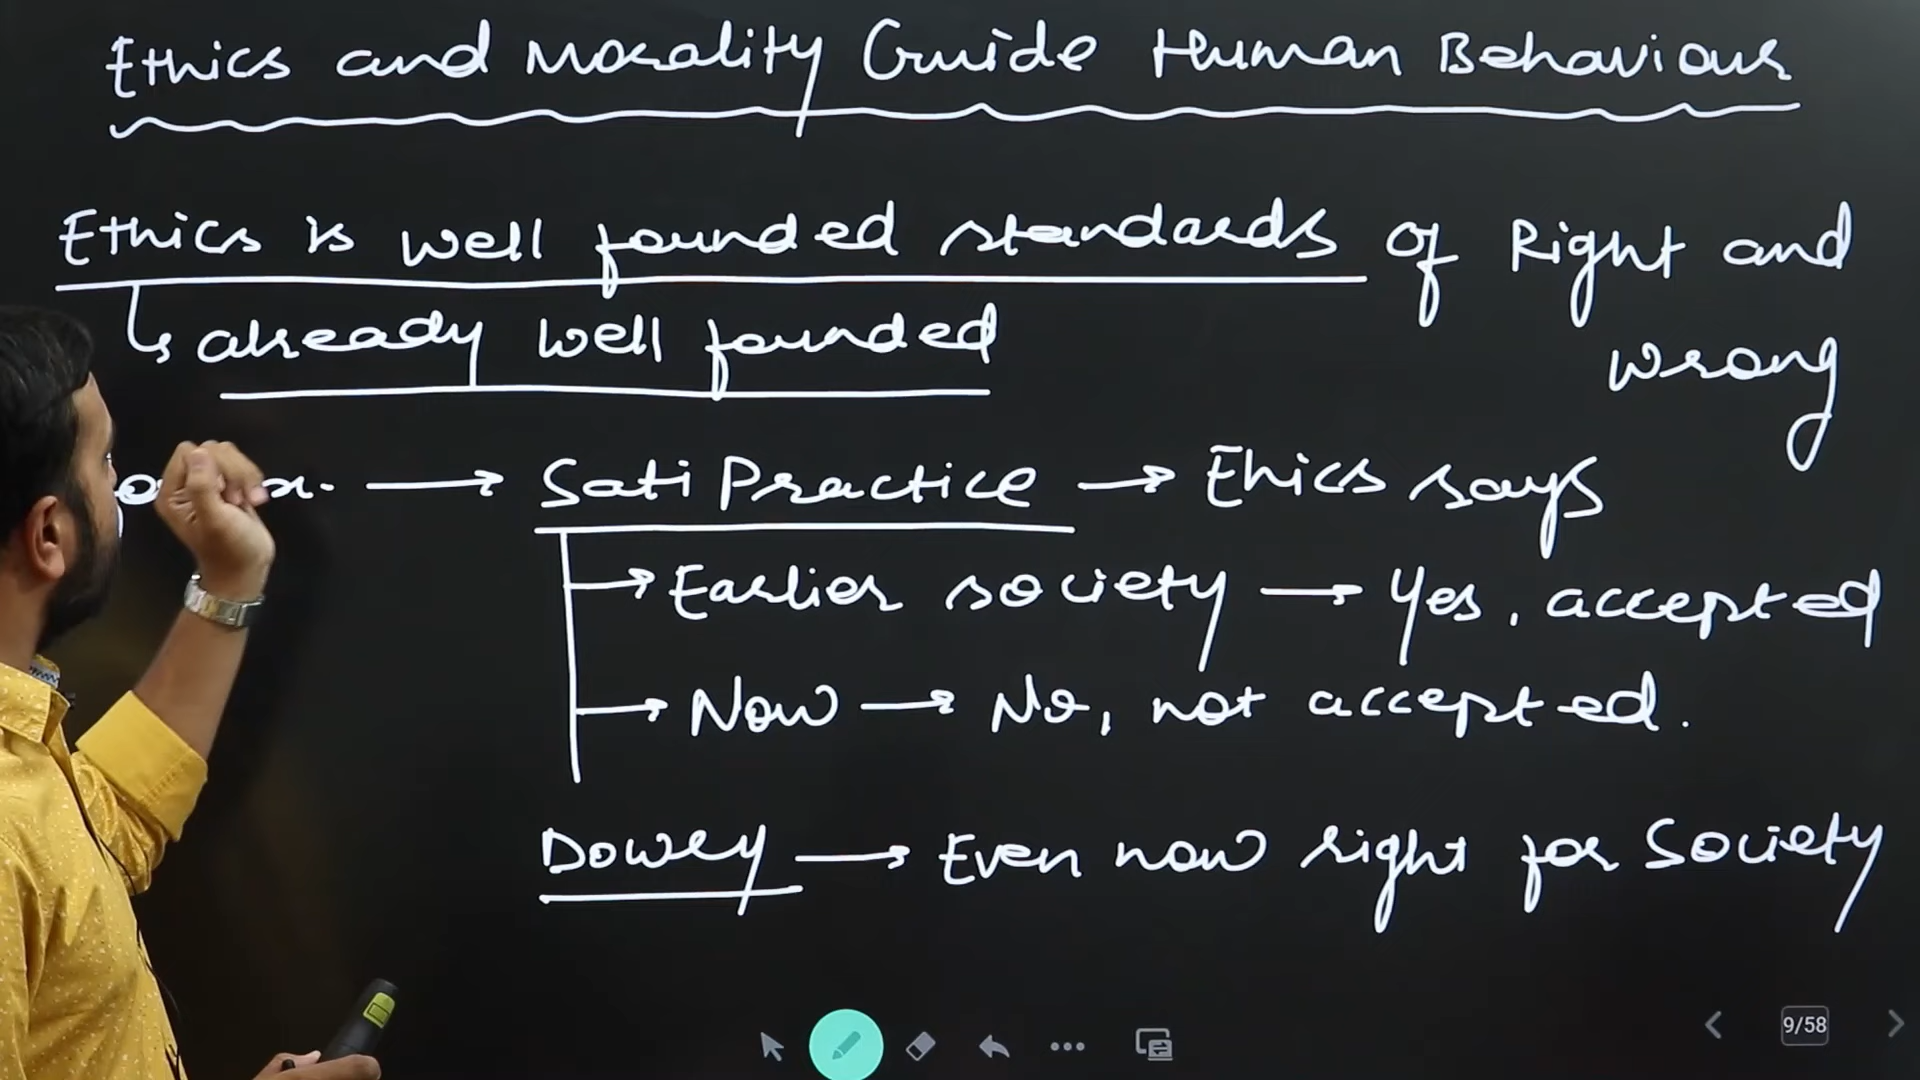 Ethics and Morality Guide Human Behaviour
Ethics is well founded standards of Right and
wrong
↳ already well founded
→ Sati Practice → Ehics says
→ Earlier society → Yes, accepted
→ Now → No, not accepted.
Dowry → Even now right for Society
9/58